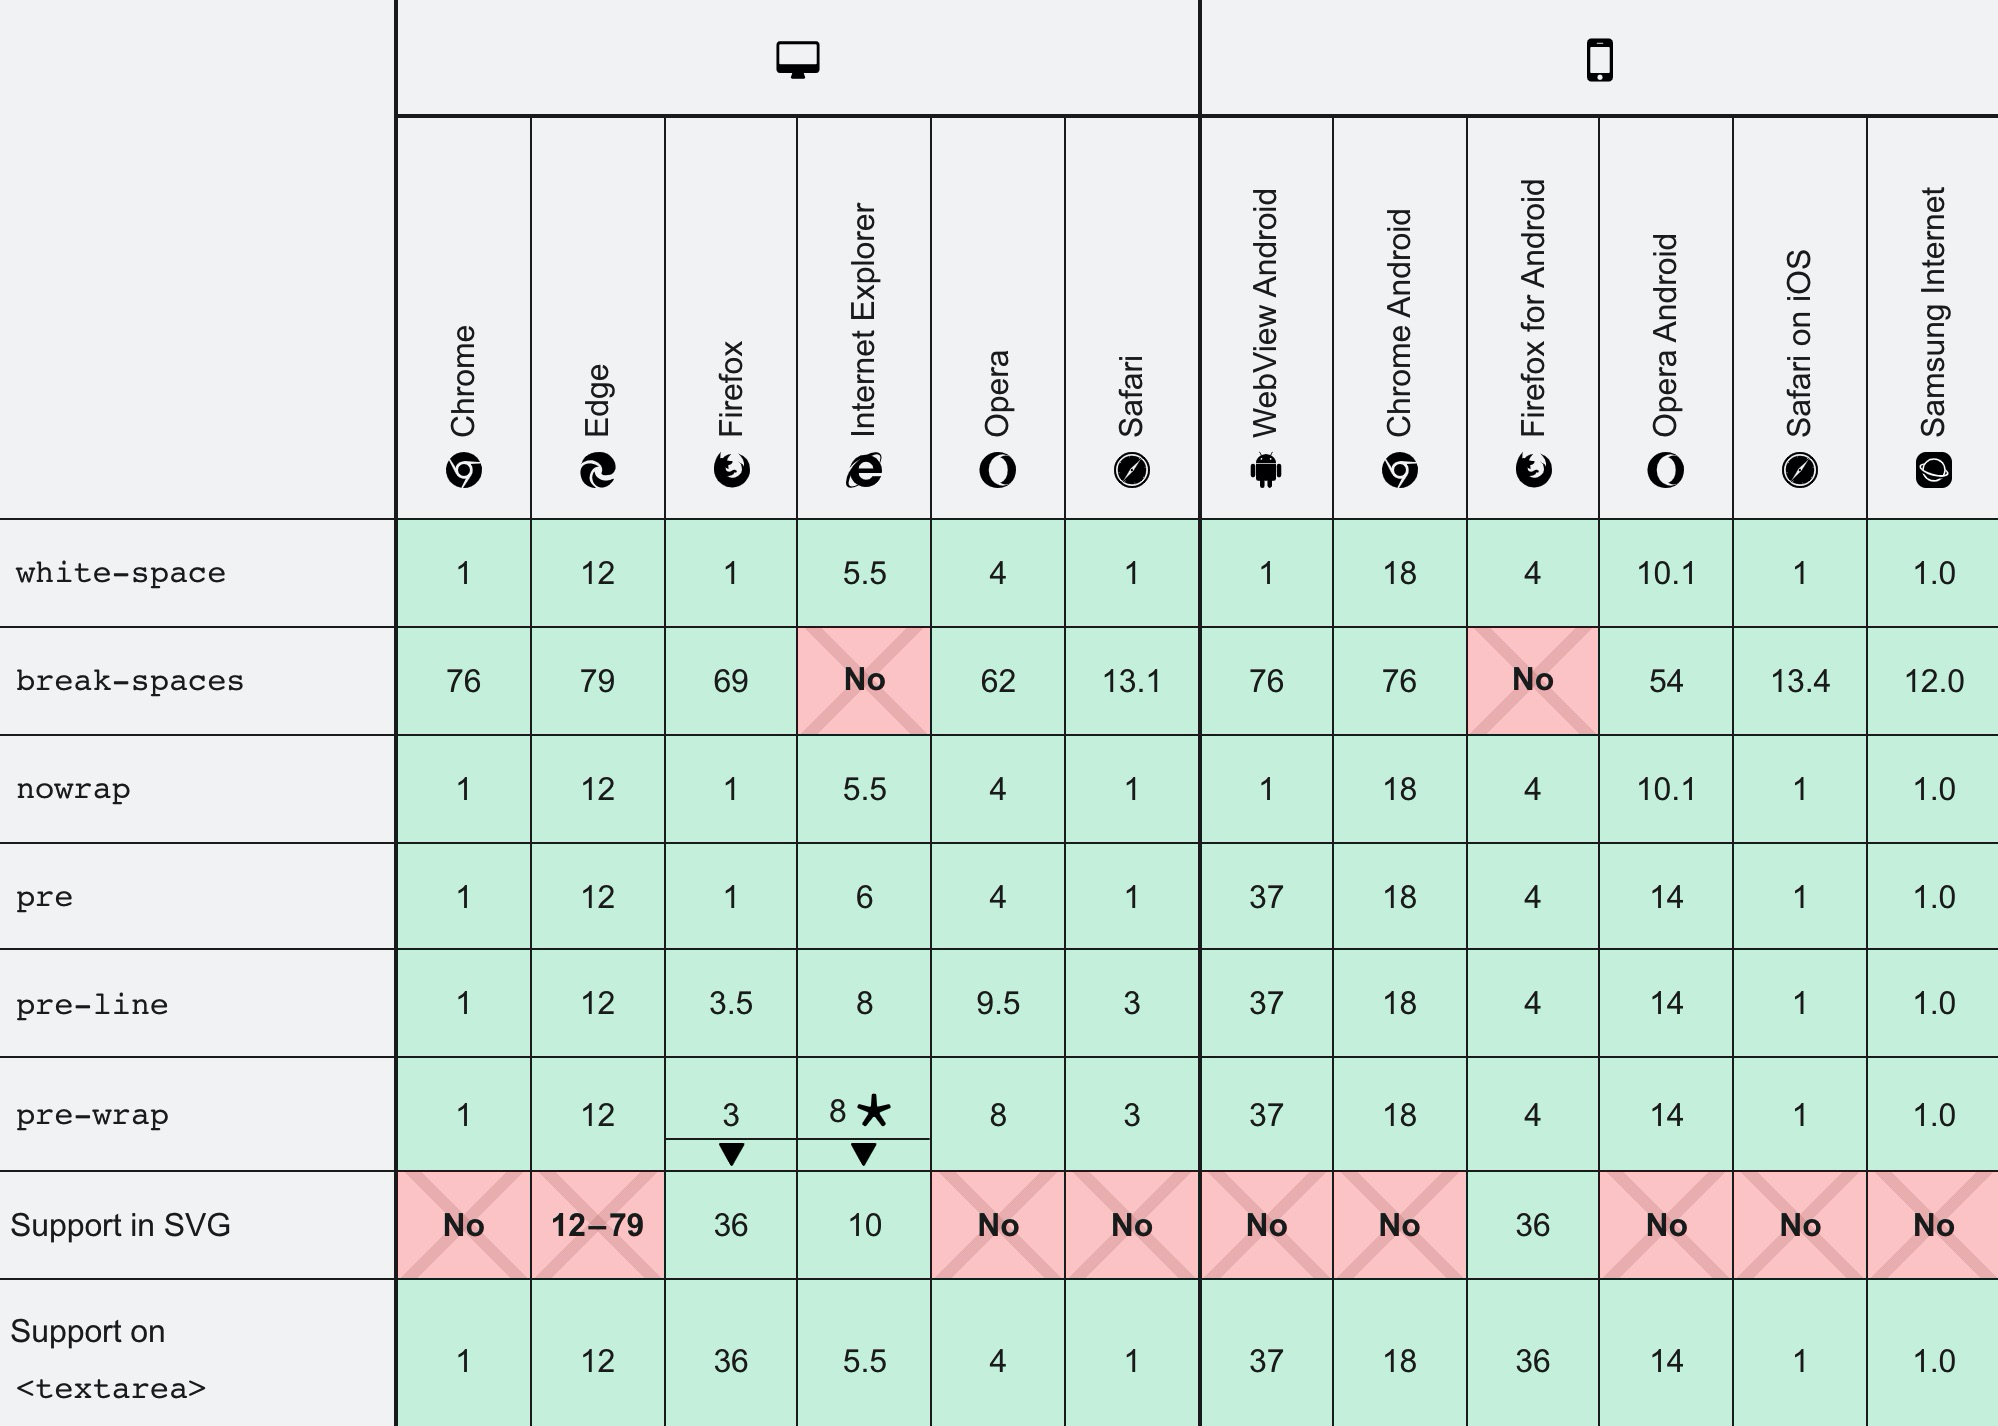 Chrome
Edge
Firefox
Internet Explorer
Opera
Safari
WebView Android
Chrome Android
Firefox for Android
Opera Android
Safari on iOS
Samsung Internet
white-space 1 12 1 5.5 4 1 1 18 4 10.1 1 1.0
break-spaces 76 79 69 No 62 13.1 76 76 No 54 13.4 12.0
nowrap 1 12 1 5.5 4 1 1 18 4 10.1 1 1.0
pre 1 12 1 6 4 1 37 18 4 14 1 1.0
pre-line 1 12 3.5 8 9.5 3 37 18 4 14 1 1.0
pre-wrap 1 12 3 8 8 3 37 18 4 14 1 1.0
Support in SVG No 12–79 36 10 No No No No 36 No No No
Support on
<textarea> 1 12 36 5.5 4 1 37 18 36 14 1 1.0